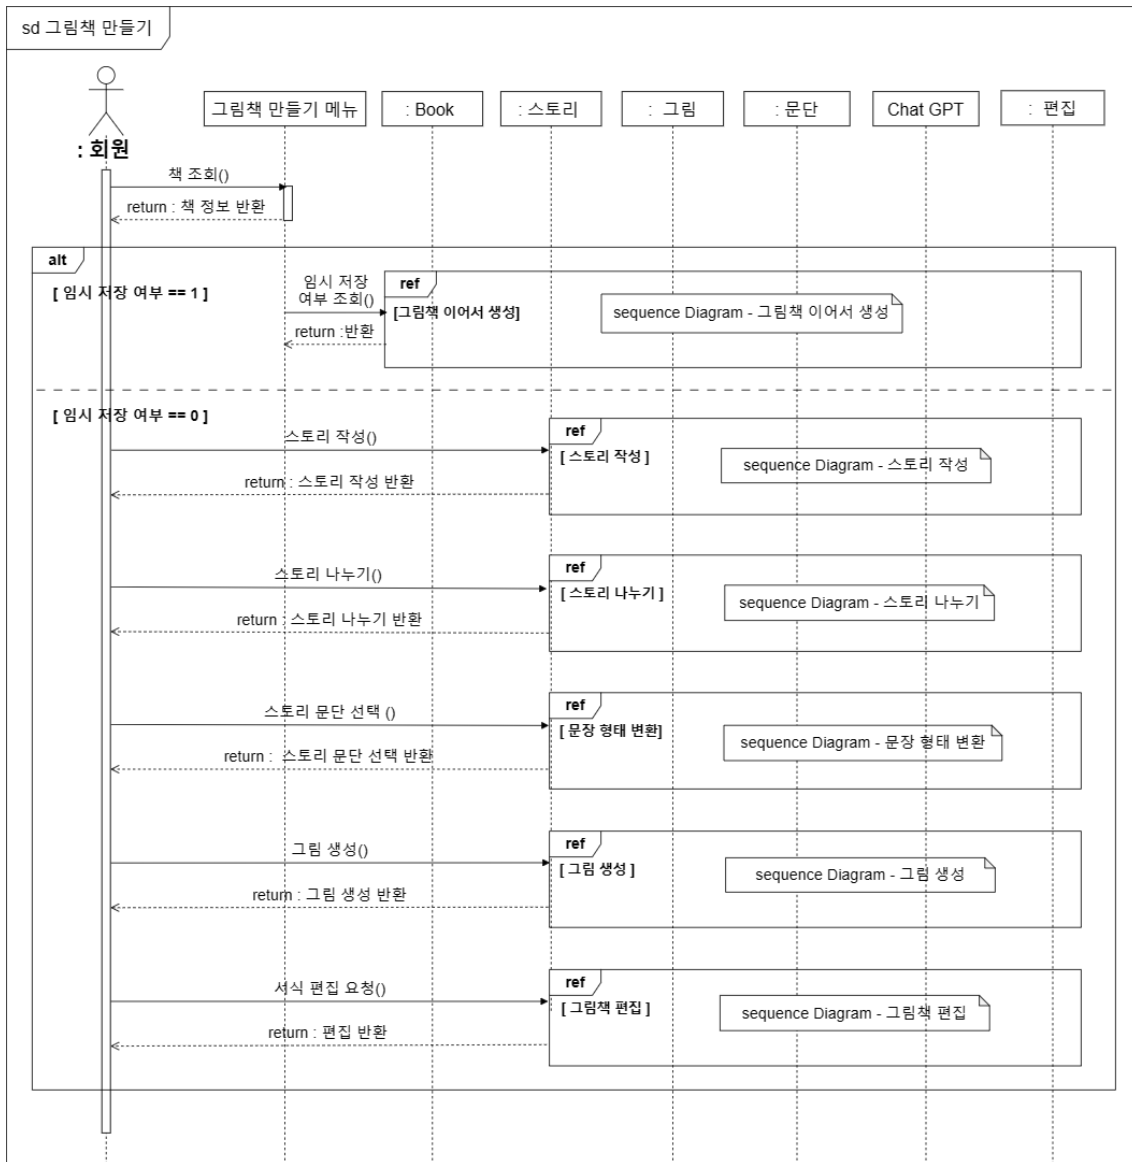 sd 그림책 만들기
: 회원
그림책 만들기 메뉴
: Book
: 스토리
: 그림
: 문단
Chat GPT
: 편집
책 조회()
return : 책 정보 반환
alt
[ 임시 저장 여부 == 1 ]
임시 저장
여부 조회()
return :반환
ref
[그림책 이어서 생성]
sequence Diagram - 그림책 이어서 생성
[ 임시 저장 여부 == 0 ]
스토리 작성()
return : 스토리 작성 반환
ref
[ 스토리 작성 ]
sequence Diagram - 스토리 작성
스토리 나누기()
return : 스토리 나누기 반환
ref
[ 스토리 나누기 ]
sequence Diagram - 스토리 나누기
스토리 문단 선택 ()
return : 스토리 문단 선택 반환
ref
[ 문장 형태 변환]
sequence Diagram - 문장 형태 변환
그림 생성()
return : 그림 생성 반환
ref
[ 그림 생성 ]
sequence Diagram - 그림 생성
서식 편집 요청()
return : 편집 반환
ref
[ 그림책 편집 ]
sequence Diagram - 그림책 편집